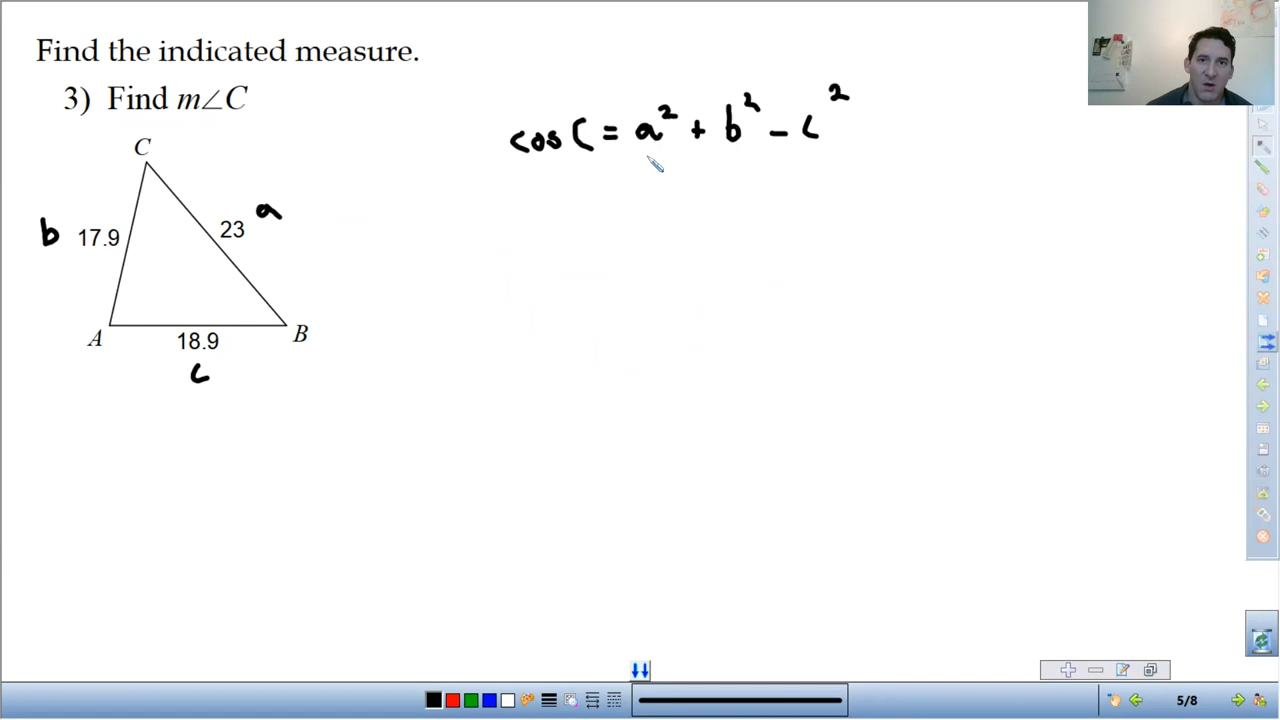 Find the indicated measure.
3) Find m∠C
cos C = a² + b² - c²
C
b 17.9
23 a
A
B
18.9
c
5/8